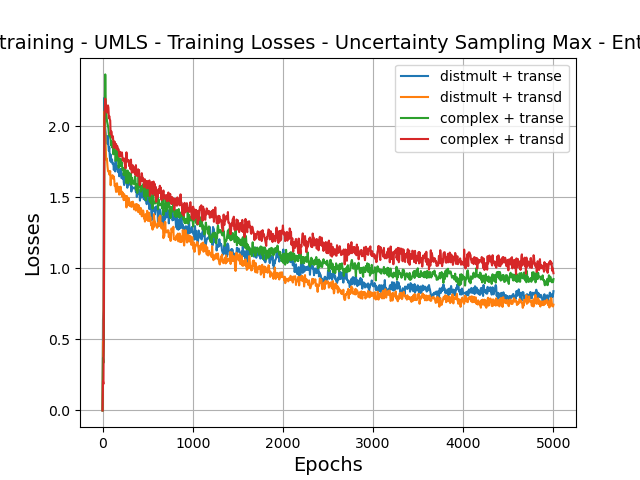 training - UMLS - Training Losses - Uncertainty Sampling Max - Ent
distmult + transe
distmult + transd
complex + transe
complex + transd
Losses
2.0
1.5
1.0
0.5
0.0
0
1000
2000
3000
4000
5000
Epochs